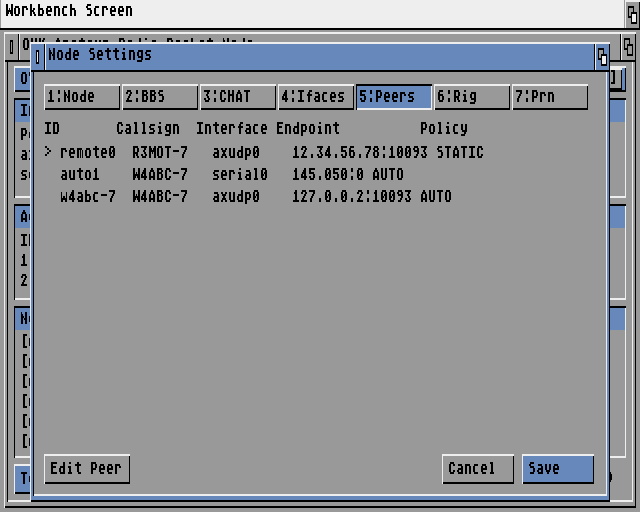 Workbench Screen
Node Settings
1:Node 2:BBS 3:CHAT 4:Ifaces 5:Peers 6:Rig 7:Prn
ID Callsign Interface Endpoint Policy
> remote0 R3MOT-7 axudp0 12.34.56.78:10093 STATIC
auto1 W4ABC-7 serial0 145.050:0 AUTO
w4abc-7 W4ABC-7 axudp0 127.0.0.2:10093 AUTO
Edit Peer Cancel Save